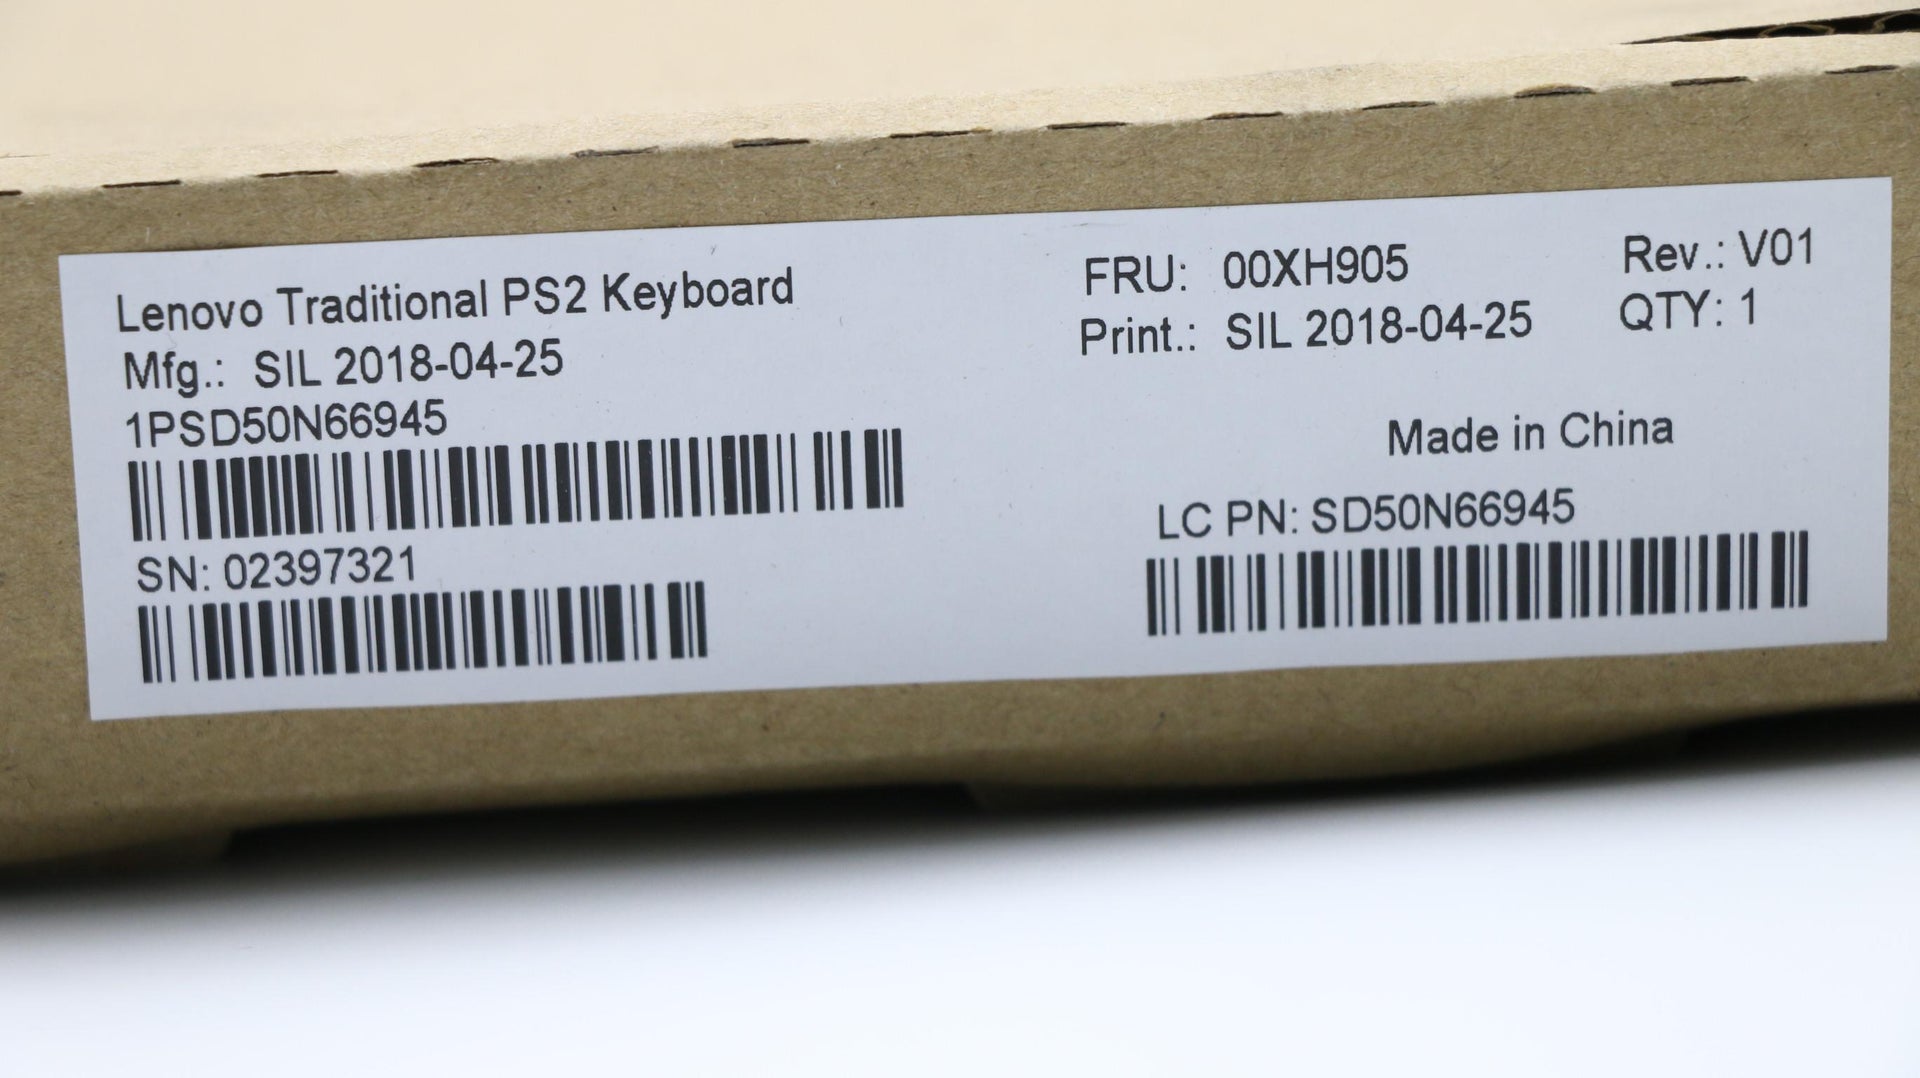 Lenovo Traditional PS2 Keyboard
Mfg.: SIL 2018-04-25
1PSD50N66945
SN: 02397321
FRU: 00XH905
Rev.: V01
Print.: SIL 2018-04-25
QTY: 1
Made in China
LC PN: SD50N66945